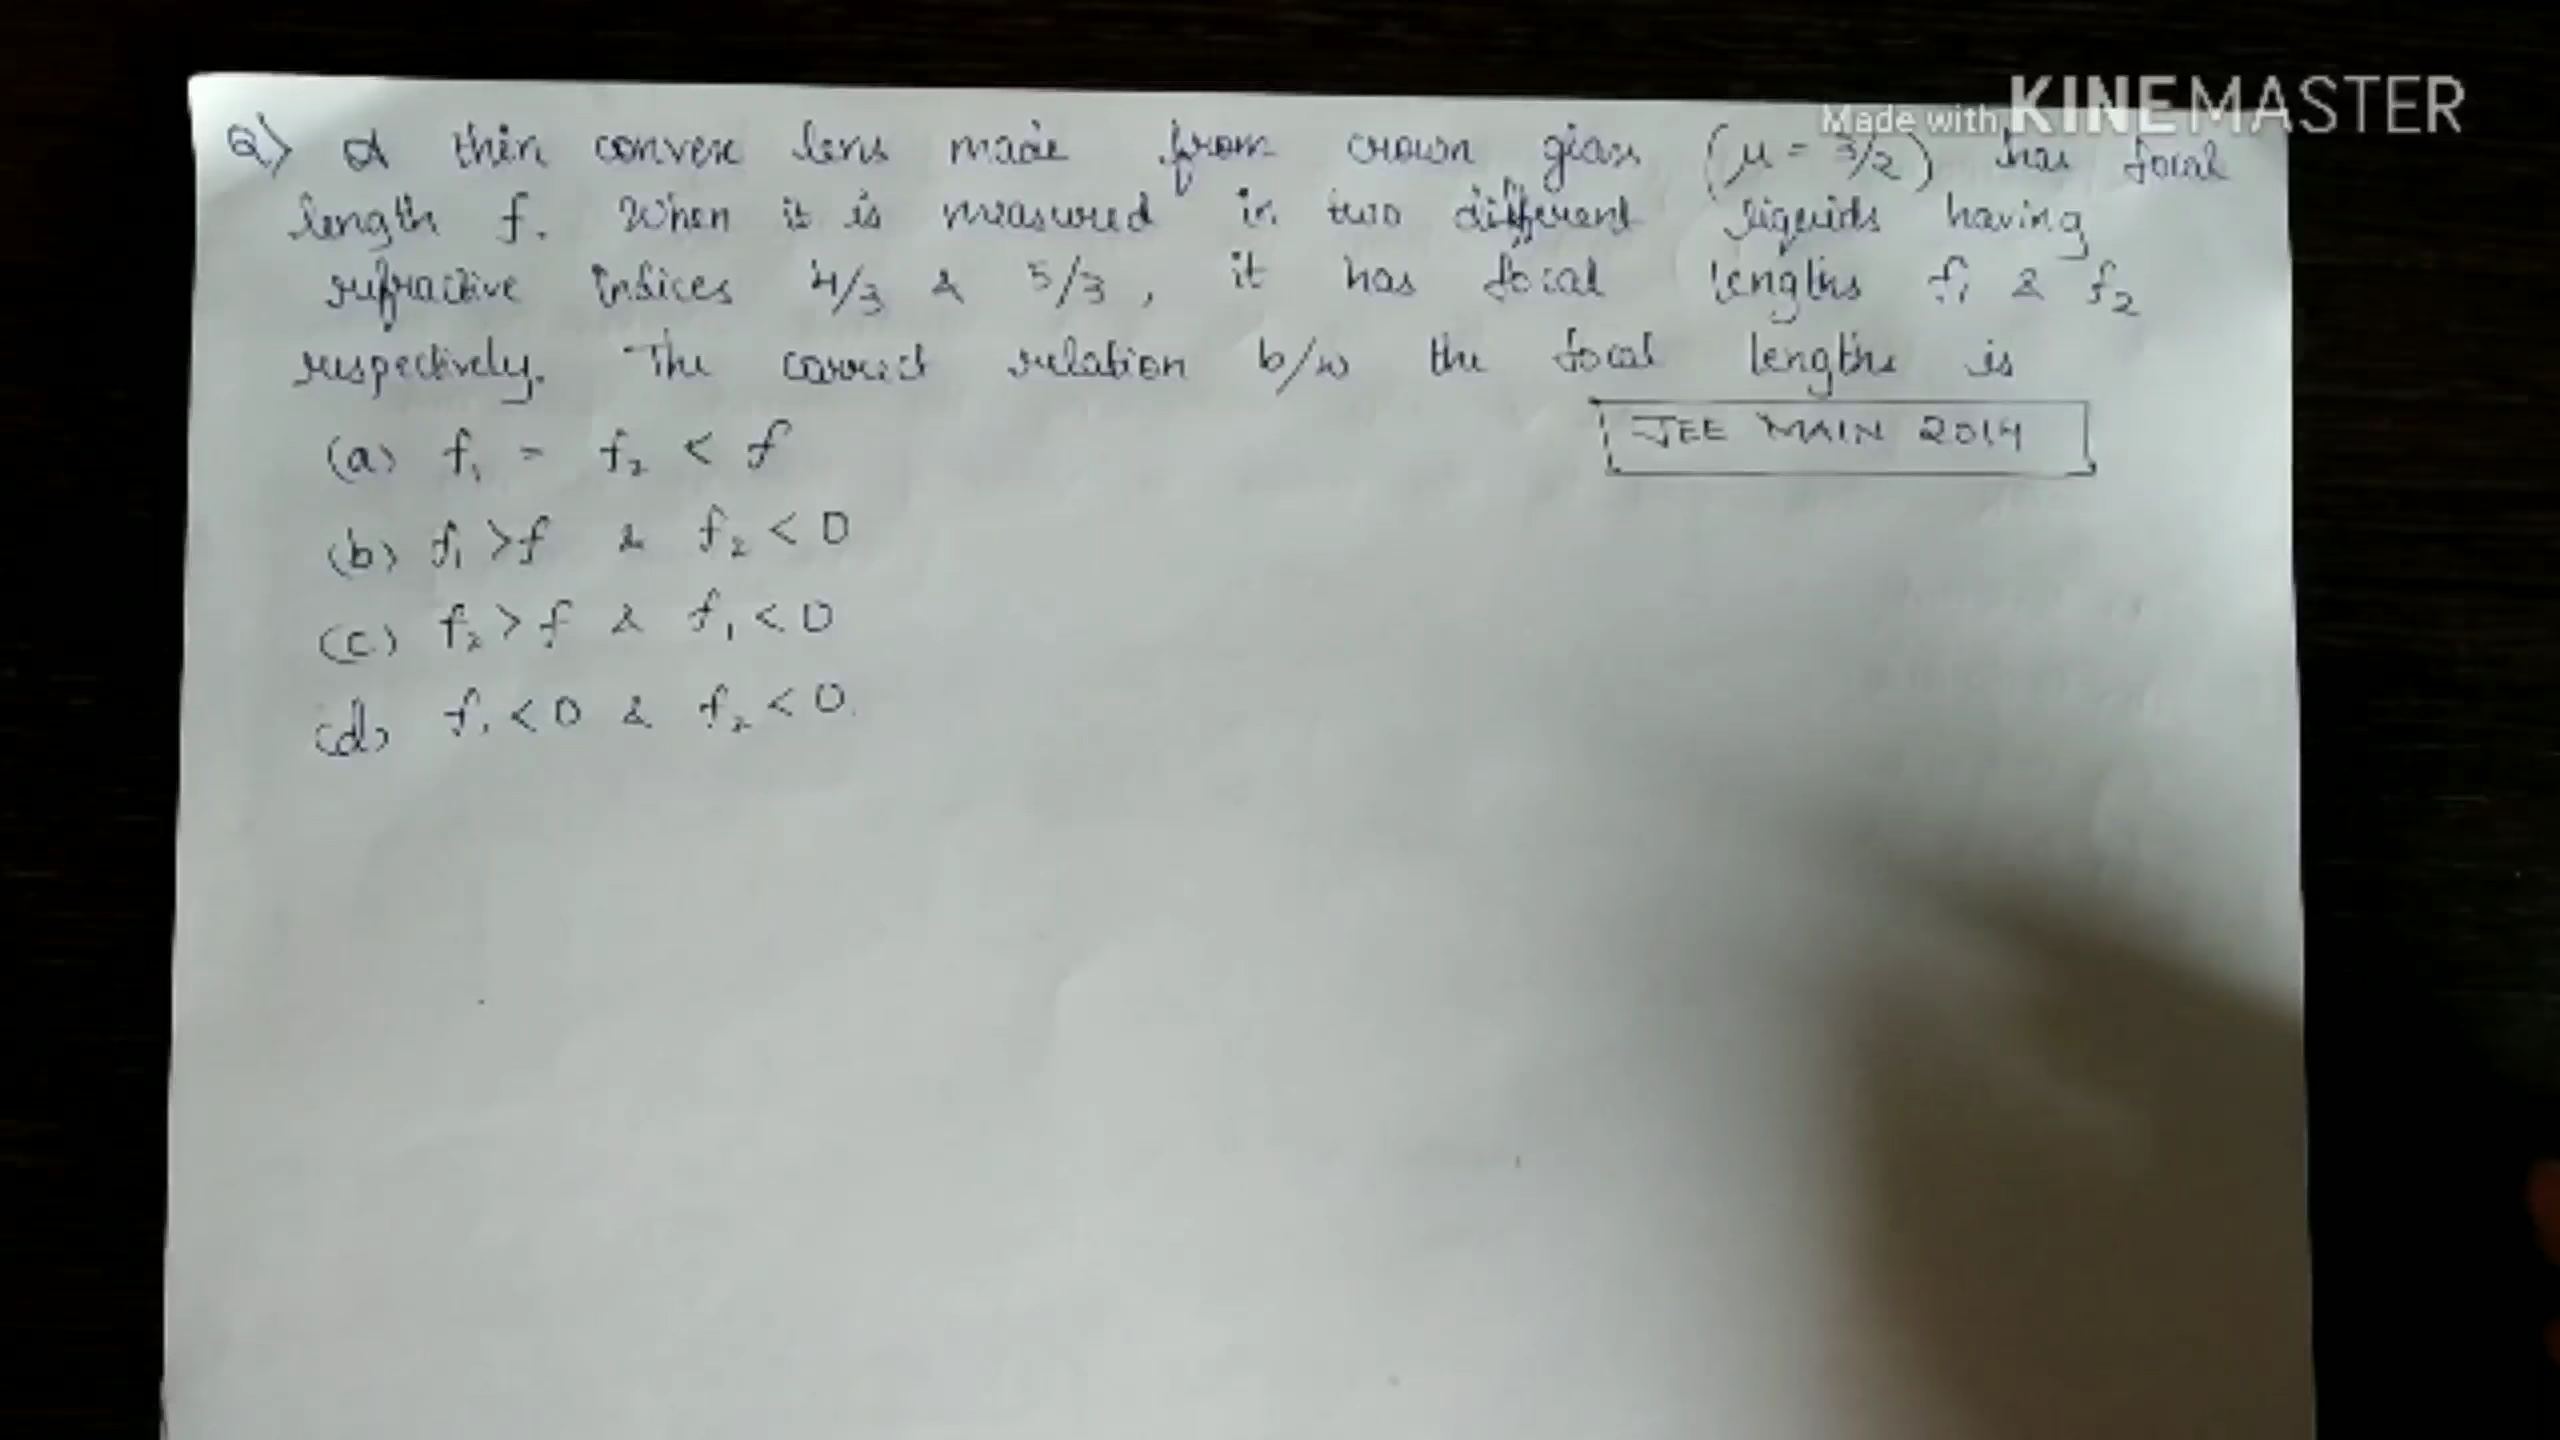 Made with KINEMASTER
Q) A thin convex lens made from crown glass (μ = 3/2) has focal
length f. When it is measured in two different liquids having
refractive indices 4/3 & 5/3, it has focal lengths f₁ & f₂
respectively. The correct relation b/w the focal lengths is
JEE MAIN 2014
(a) f₁ = f₂ < f
(b) f₁ > f & f₂ < 0
(c) f₂ > f & f₁ < 0
(d) f₁ < 0 & f₂ < 0.